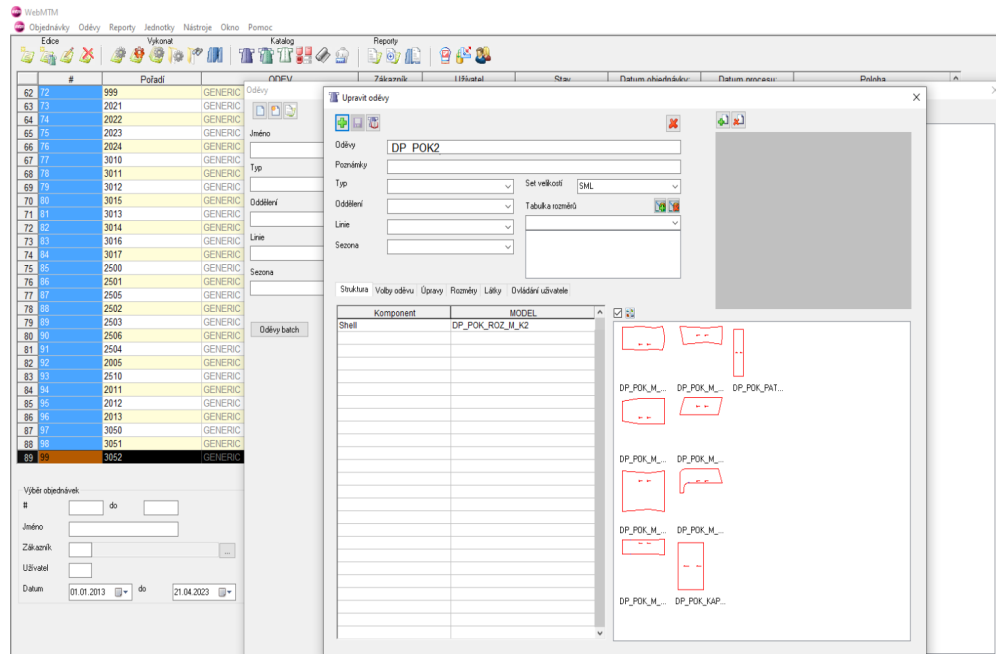 WebMTM
Objednávky Oděvy Reporty Jednotky Nástroje Okno Pomoc
Edice Vykonat Katalog Reporty
# Pořadí ODEV Zákazník Uživatel Stav Datum objednávky: Datum procesu: Poloha
62 72 999 GENERIC
63 73 2021 GENERIC
64 74 2022 GENERIC
65 75 2023 GENERIC
66 76 2024 GENERIC
67 77 3010 GENERIC
68 78 3011 GENERIC
69 79 3012 GENERIC
70 80 3015 GENERIC
71 81 3013 GENERIC
72 82 3014 GENERIC
73 83 3016 GENERIC
74 84 3017 GENERIC
75 85 2500 GENERIC
76 86 2501 GENERIC
77 87 2505 GENERIC
78 88 2502 GENERIC
79 89 2503 GENERIC
80 90 2506 GENERIC
81 91 2504 GENERIC
82 92 2005 GENERIC
83 93 2510 GENERIC
84 94 2011 GENERIC
85 95 2012 GENERIC
86 96 2013 GENERIC
87 97 3050 GENERIC
88 98 3051 GENERIC
89 99 3052 GENERIC
Výběr objednávek
# do
Jméno
Zákazník ...
Uživatel
Datum 01.01.2013 do 21.04.2023
Oděvy
Jméno
Typ
Oddělení
Linie
Sezona
Oděvy batch
Upravit oděvy
Oděvy DP_POK2
Poznámky
Typ Set velikostí SML
Oddělení Tabulka rozměrů
Linie
Sezona
Struktura Volby oděvu Úpravy Rozměry Látky Ovládání uživatele
Komponent MODEL
Shell DP_POK_ROZ_M_K2
DP_POK_M_... DP_POK_M_... DP_POK_PAT...
DP_POK_M_... DP_POK_M_...
DP_POK_M_... DP_POK_M_...
DP_POK_M_... DP_POK_KAP...